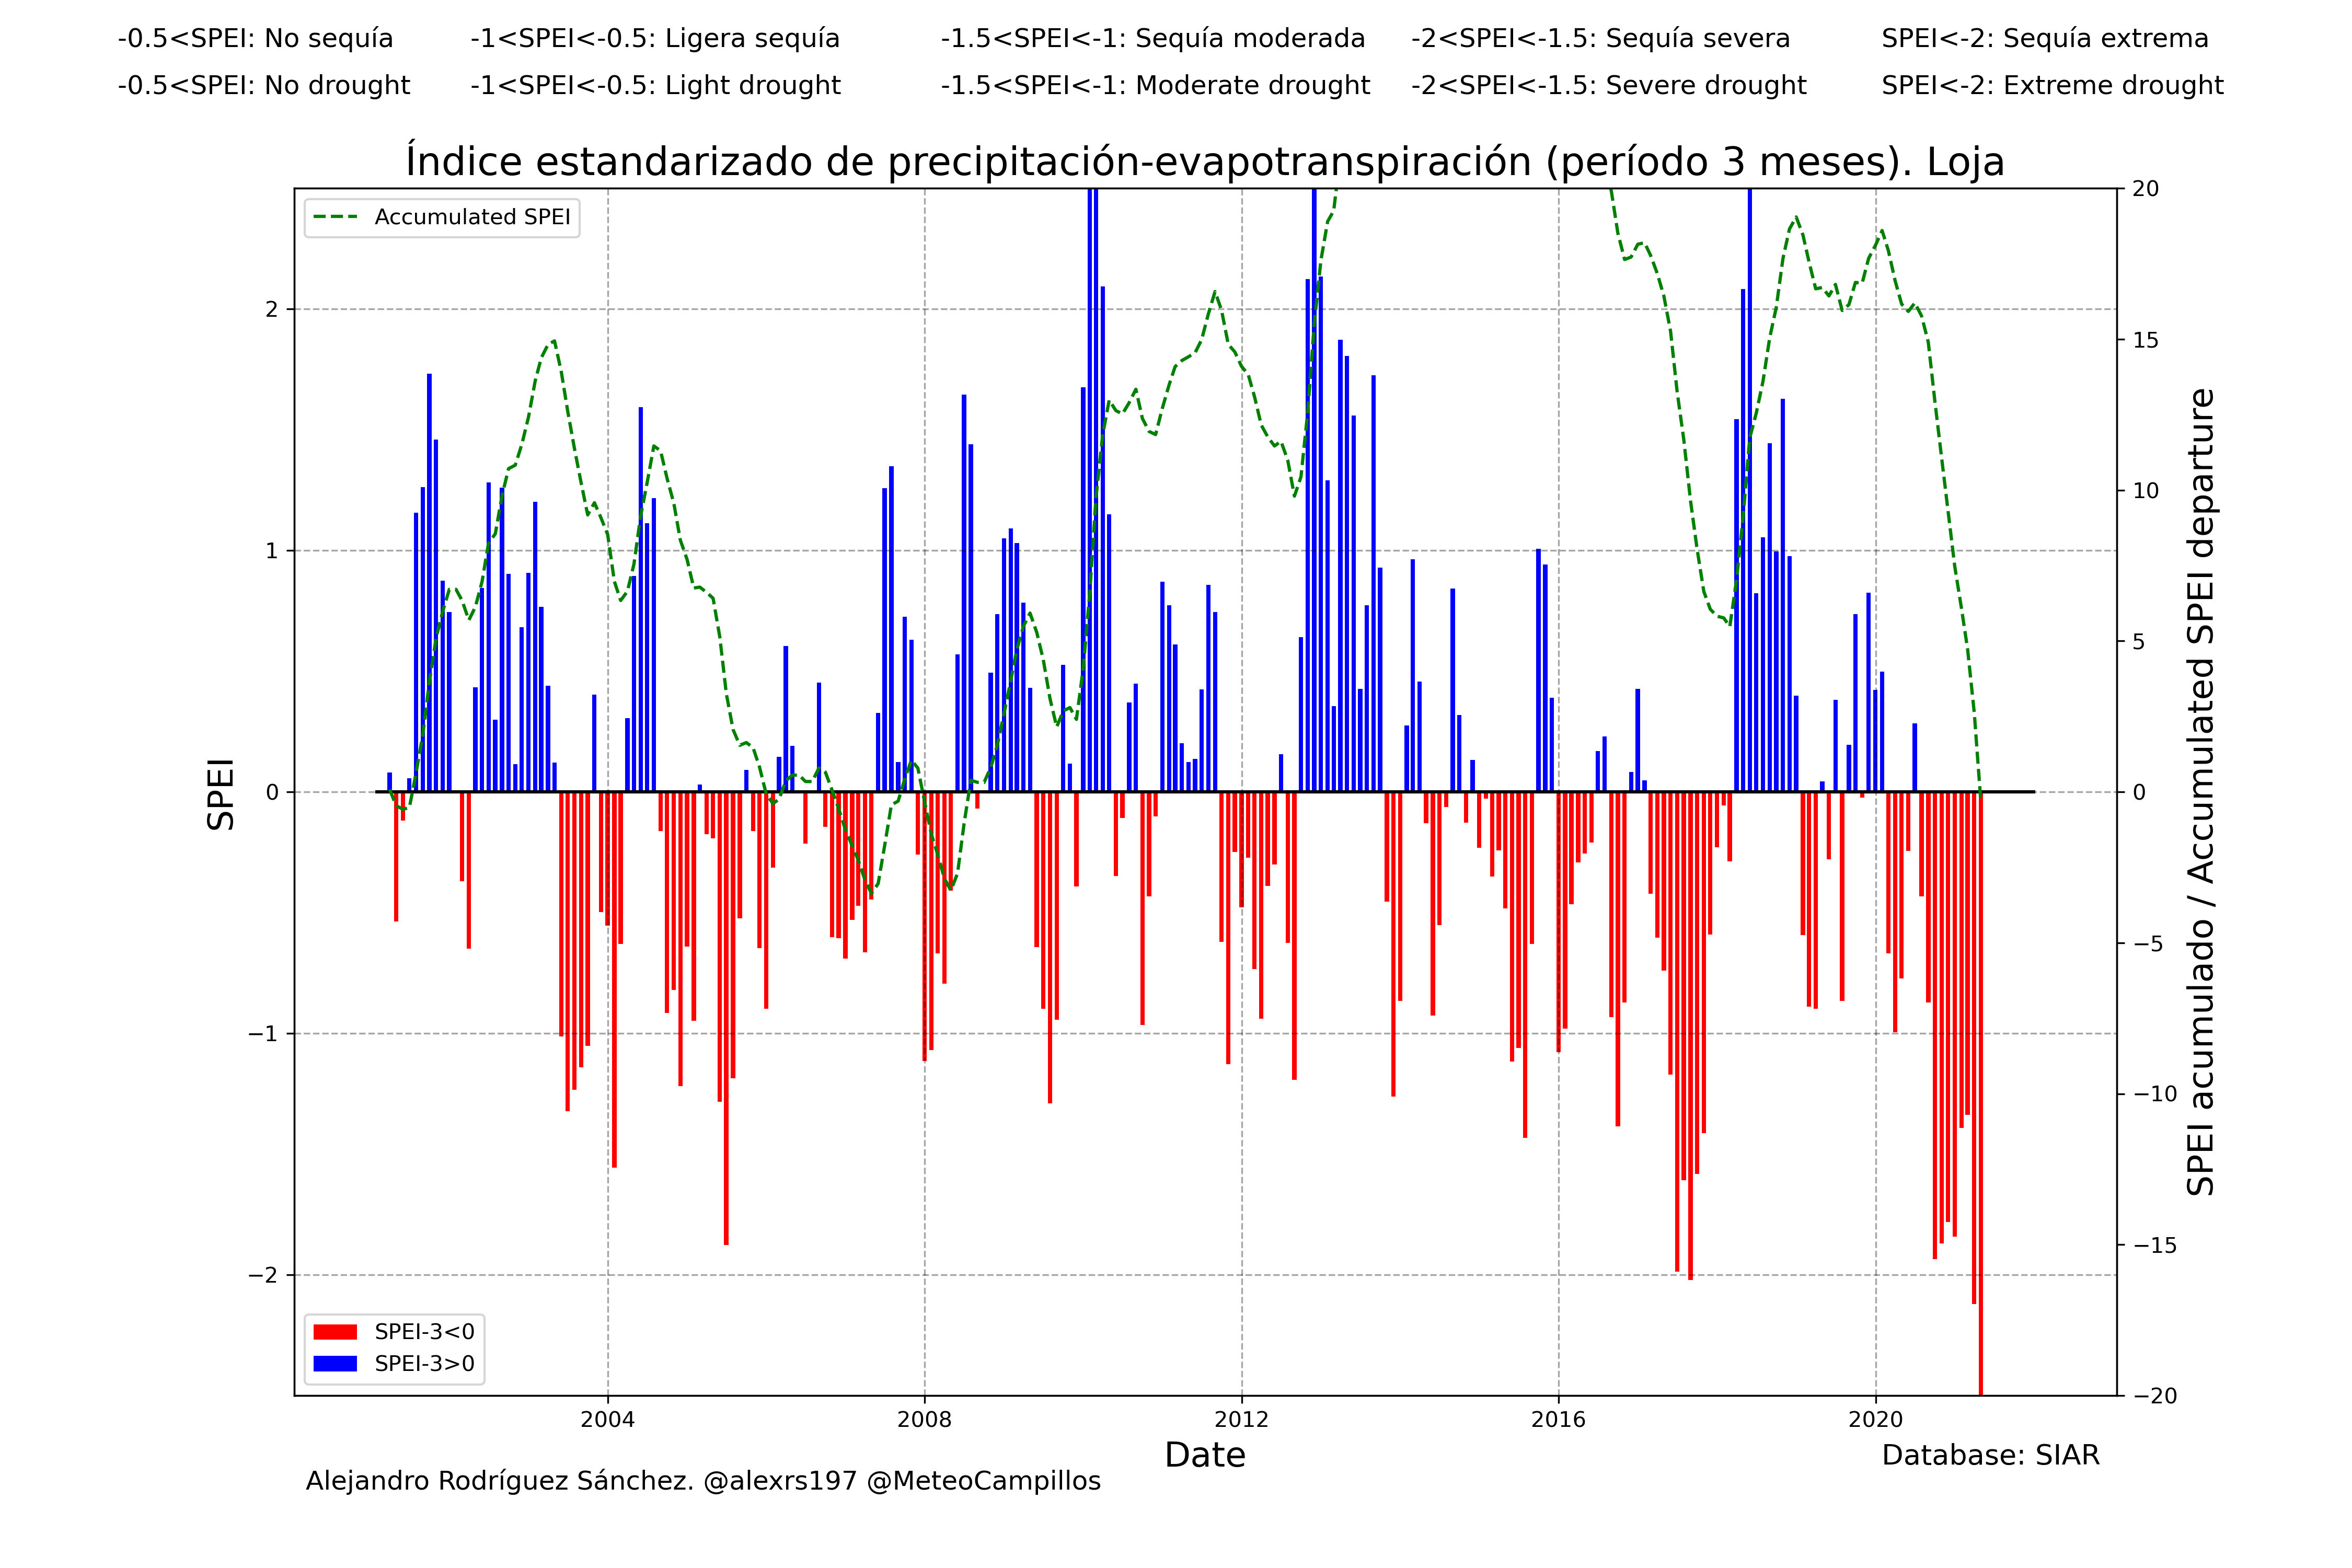 -0.5<SPEI: No sequía -1<SPEI<-0.5: Ligera sequía -1.5<SPEI<-1: Sequía moderada -2<SPEI<-1.5: Sequía severa SPEI<-2: Sequía extrema
-0.5<SPEI: No drought -1<SPEI<-0.5: Light drought -1.5<SPEI<-1: Moderate drought -2<SPEI<-1.5: Severe drought SPEI<-2: Extreme drought
Índice estandarizado de precipitación-evapotranspiración (período 3 meses). Loja
Accumulated SPEI
SPEI
2
1
0
−1
−2
20
15
10
5
0
−5
−10
−15
−20
SPEI acumulado / Accumulated SPEI departure
SPEI-3<0
SPEI-3>0
2004 2008 2012 2016 2020
Date
Database: SIAR
Alejandro Rodríguez Sánchez. @alexrs197 @MeteoCampillos